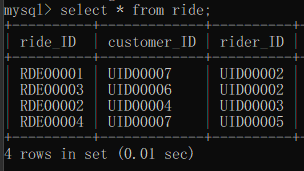 mysql> select * from ride;
| ride_ID | customer_ID | rider_ID |
| RDE00001 | UID00007 | UID00002 |
| RDE00003 | UID00006 | UID00002 |
| RDE00002 | UID00004 | UID00003 |
| RDE00004 | UID00007 | UID00005 |
4 rows in set (0.01 sec)